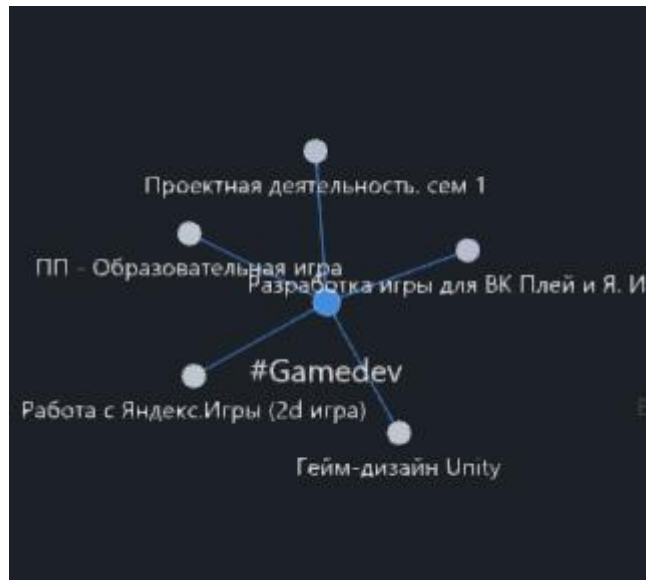 Проектная деятельность. сем 1
ПП - Образовательная игра
Разработка игры для ВК Плей и Я. И
#Gamedev
Работа с Яндекс.Игры (2d игра)
Гейм-дизайн Unity